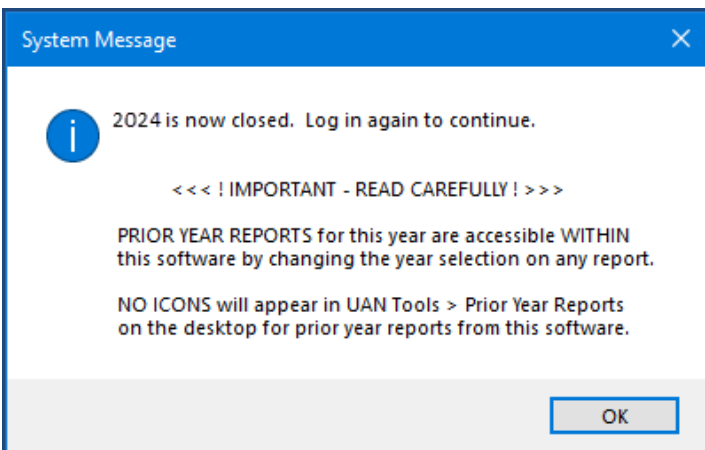 System Message
2024 is now closed.  Log in again to continue.
< < < ! IMPORTANT - READ CAREFULLY ! > > >
PRIOR YEAR REPORTS for this year are accessible WITHIN
this software by changing the year selection on any report.
NO ICONS will appear in UAN Tools > Prior Year Reports
on the desktop for prior year reports from this software.
OK